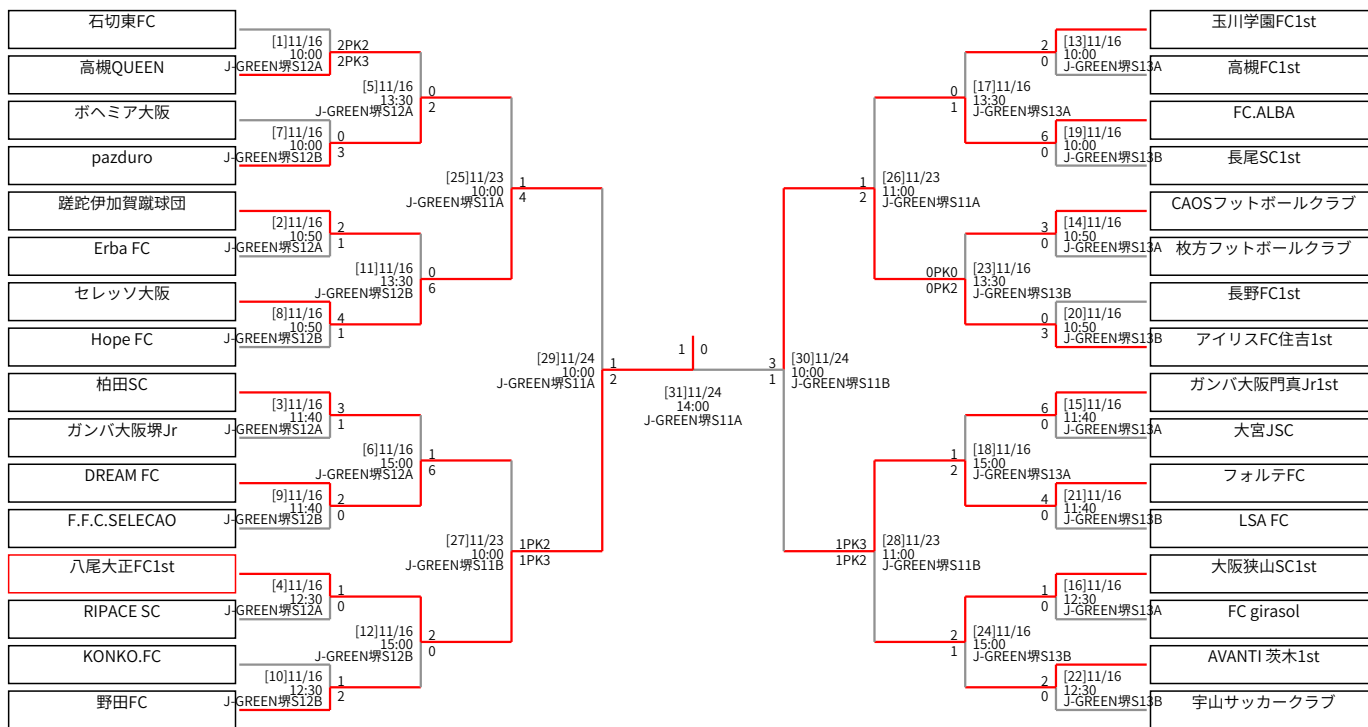 石切東FC
[1]11/16
10:00
J-GREEN堺S12A
2PK2
2PK3
高槻QUEEN
[5]11/16
13:30
J-GREEN堺S12A
0
2
ボヘミア大阪
[7]11/16
10:00
J-GREEN堺S12B
0
3
pazduro
[25]11/23
10:00
J-GREEN堺S11A
1
4
蹉跎伊加賀蹴球団
[2]11/16
10:50
J-GREEN堺S12A
2
1
Erba FC
[11]11/16
13:30
J-GREEN堺S12B
0
6
セレッソ大阪
[8]11/16
10:50
J-GREEN堺S12B
4
1
Hope FC
[29]11/24
10:00
J-GREEN堺S11A
1
2
柏田SC
[3]11/16
11:40
J-GREEN堺S12A
3
1
ガンバ大阪堺Jr
[6]11/16
15:00
J-GREEN堺S12A
1
6
DREAM FC
[9]11/16
11:40
J-GREEN堺S12B
2
0
F.F.C.SELECAO
[27]11/23
10:00
J-GREEN堺S11B
1PK2
1PK3
八尾大正FC1st
[4]11/16
12:30
J-GREEN堺S12A
1
0
RIPACE SC
[12]11/16
15:00
J-GREEN堺S12B
2
0
KONKO.FC
[10]11/16
12:30
J-GREEN堺S12B
1
2
野田FC
1 0
[31]11/24
14:00
J-GREEN堺S11A
玉川学園FC1st
2
0
[13]11/16
10:00
J-GREEN堺S13A
高槻FC1st
0
1
[17]11/16
13:30
J-GREEN堺S13A
FC.ALBA
6
0
[19]11/16
10:00
J-GREEN堺S13B
長尾SC1st
1
2
[26]11/23
11:00
J-GREEN堺S11A
CAOSフットボールクラブ
3
0
[14]11/16
10:50
J-GREEN堺S13A
枚方フットボールクラブ
0PK0
0PK2
[23]11/16
13:30
J-GREEN堺S13B
長野FC1st
0
3
[20]11/16
10:50
J-GREEN堺S13B
アイリスFC住吉1st
3
1
[30]11/24
10:00
J-GREEN堺S11B
ガンバ大阪門真Jr1st
6
0
[15]11/16
11:40
J-GREEN堺S13A
大宮JSC
1
2
[18]11/16
15:00
J-GREEN堺S13A
フォルテFC
4
0
[21]11/16
11:40
J-GREEN堺S13B
LSA FC
1PK3
1PK2
[28]11/23
11:00
J-GREEN堺S11B
大阪狭山SC1st
1
0
[16]11/16
12:30
J-GREEN堺S13A
FC girasol
2
1
[24]11/16
15:00
J-GREEN堺S13B
AVANTI 茨木1st
2
0
[22]11/16
12:30
J-GREEN堺S13B
宇山サッカークラブ